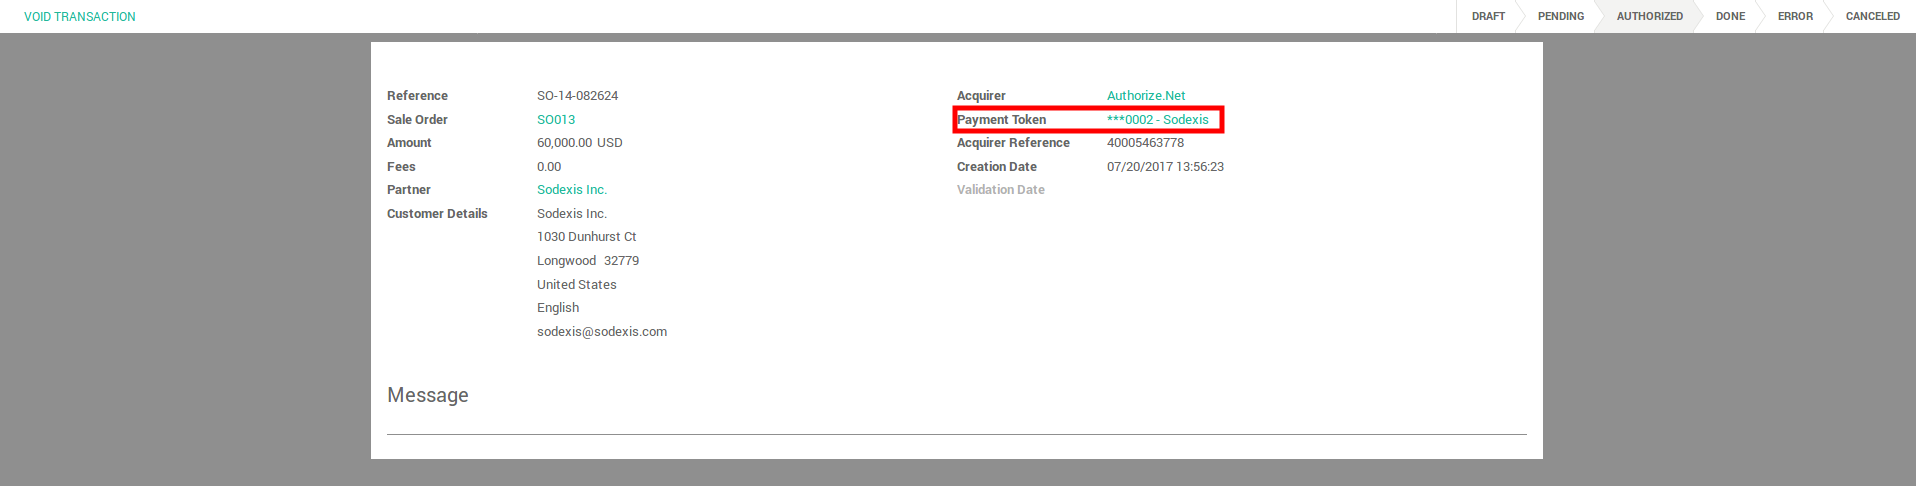 VOID TRANSACTION
DRAFT PENDING AUTHORIZED DONE ERROR CANCELED
Reference SO-14-082624
Sale Order SO013
Amount 60,000.00 USD
Fees 0.00
Partner Sodexis Inc.
Customer Details Sodexis Inc.
1030 Dunhurst Ct
Longwood 32779
United States
English
sodexis@sodexis.com
Acquirer Authorize.Net
Payment Token ***0002 - Sodexis
Acquirer Reference 40005463778
Creation Date 07/20/2017 13:56:23
Validation Date
Message